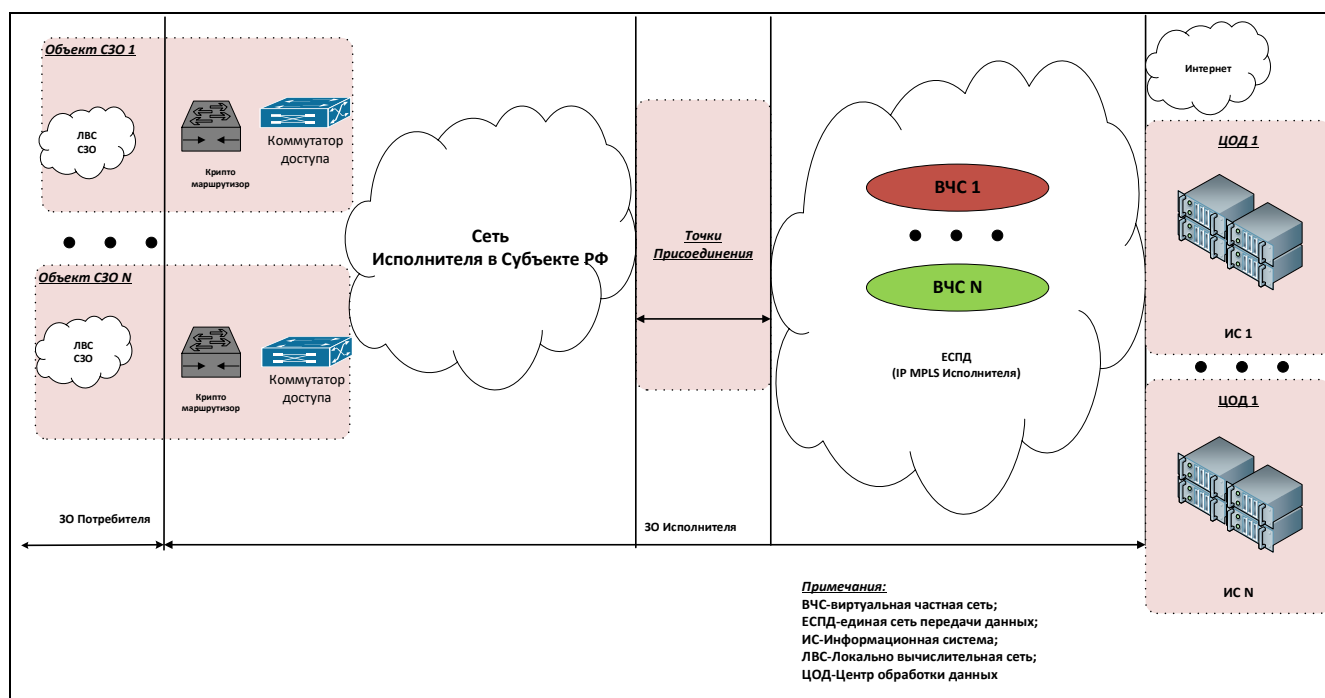 Объект СЗО 1
ЛВС
СЗО
Крипто
маршрутизор
Коммутатор
доступа
Объект СЗО N
ЛВС
СЗО
Крипто
маршрутизор
Коммутатор
доступа
Сеть
Исполнителя в Субъекте РФ
Точки
Присоединения
ВЧС 1
ВЧС N
ЕСПД
(IP MPLS Исполнителя)
Интернет
ЦОД 1
ИС 1
ЦОД 1
ИС N
ЗО Потребителя
ЗО Исполнителя
Примечания:
ВЧС-виртуальная частная сеть;
ЕСПД-единая сеть передачи данных;
ИС-Информационная система;
ЛВС-Локально вычислительная сеть;
ЦОД-Центр обработки данных